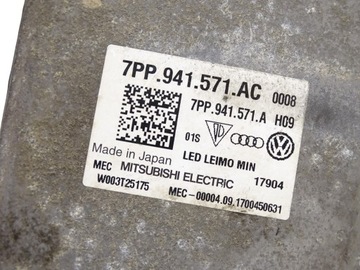 7PP.941.571.AC 0008
7PP.941.571.A H09
01S
Made in Japan LED LEIMO MIN
MEC MITSUBISHI ELECTRIC 17904
W003T25175 MEC-00004.09.1700450631